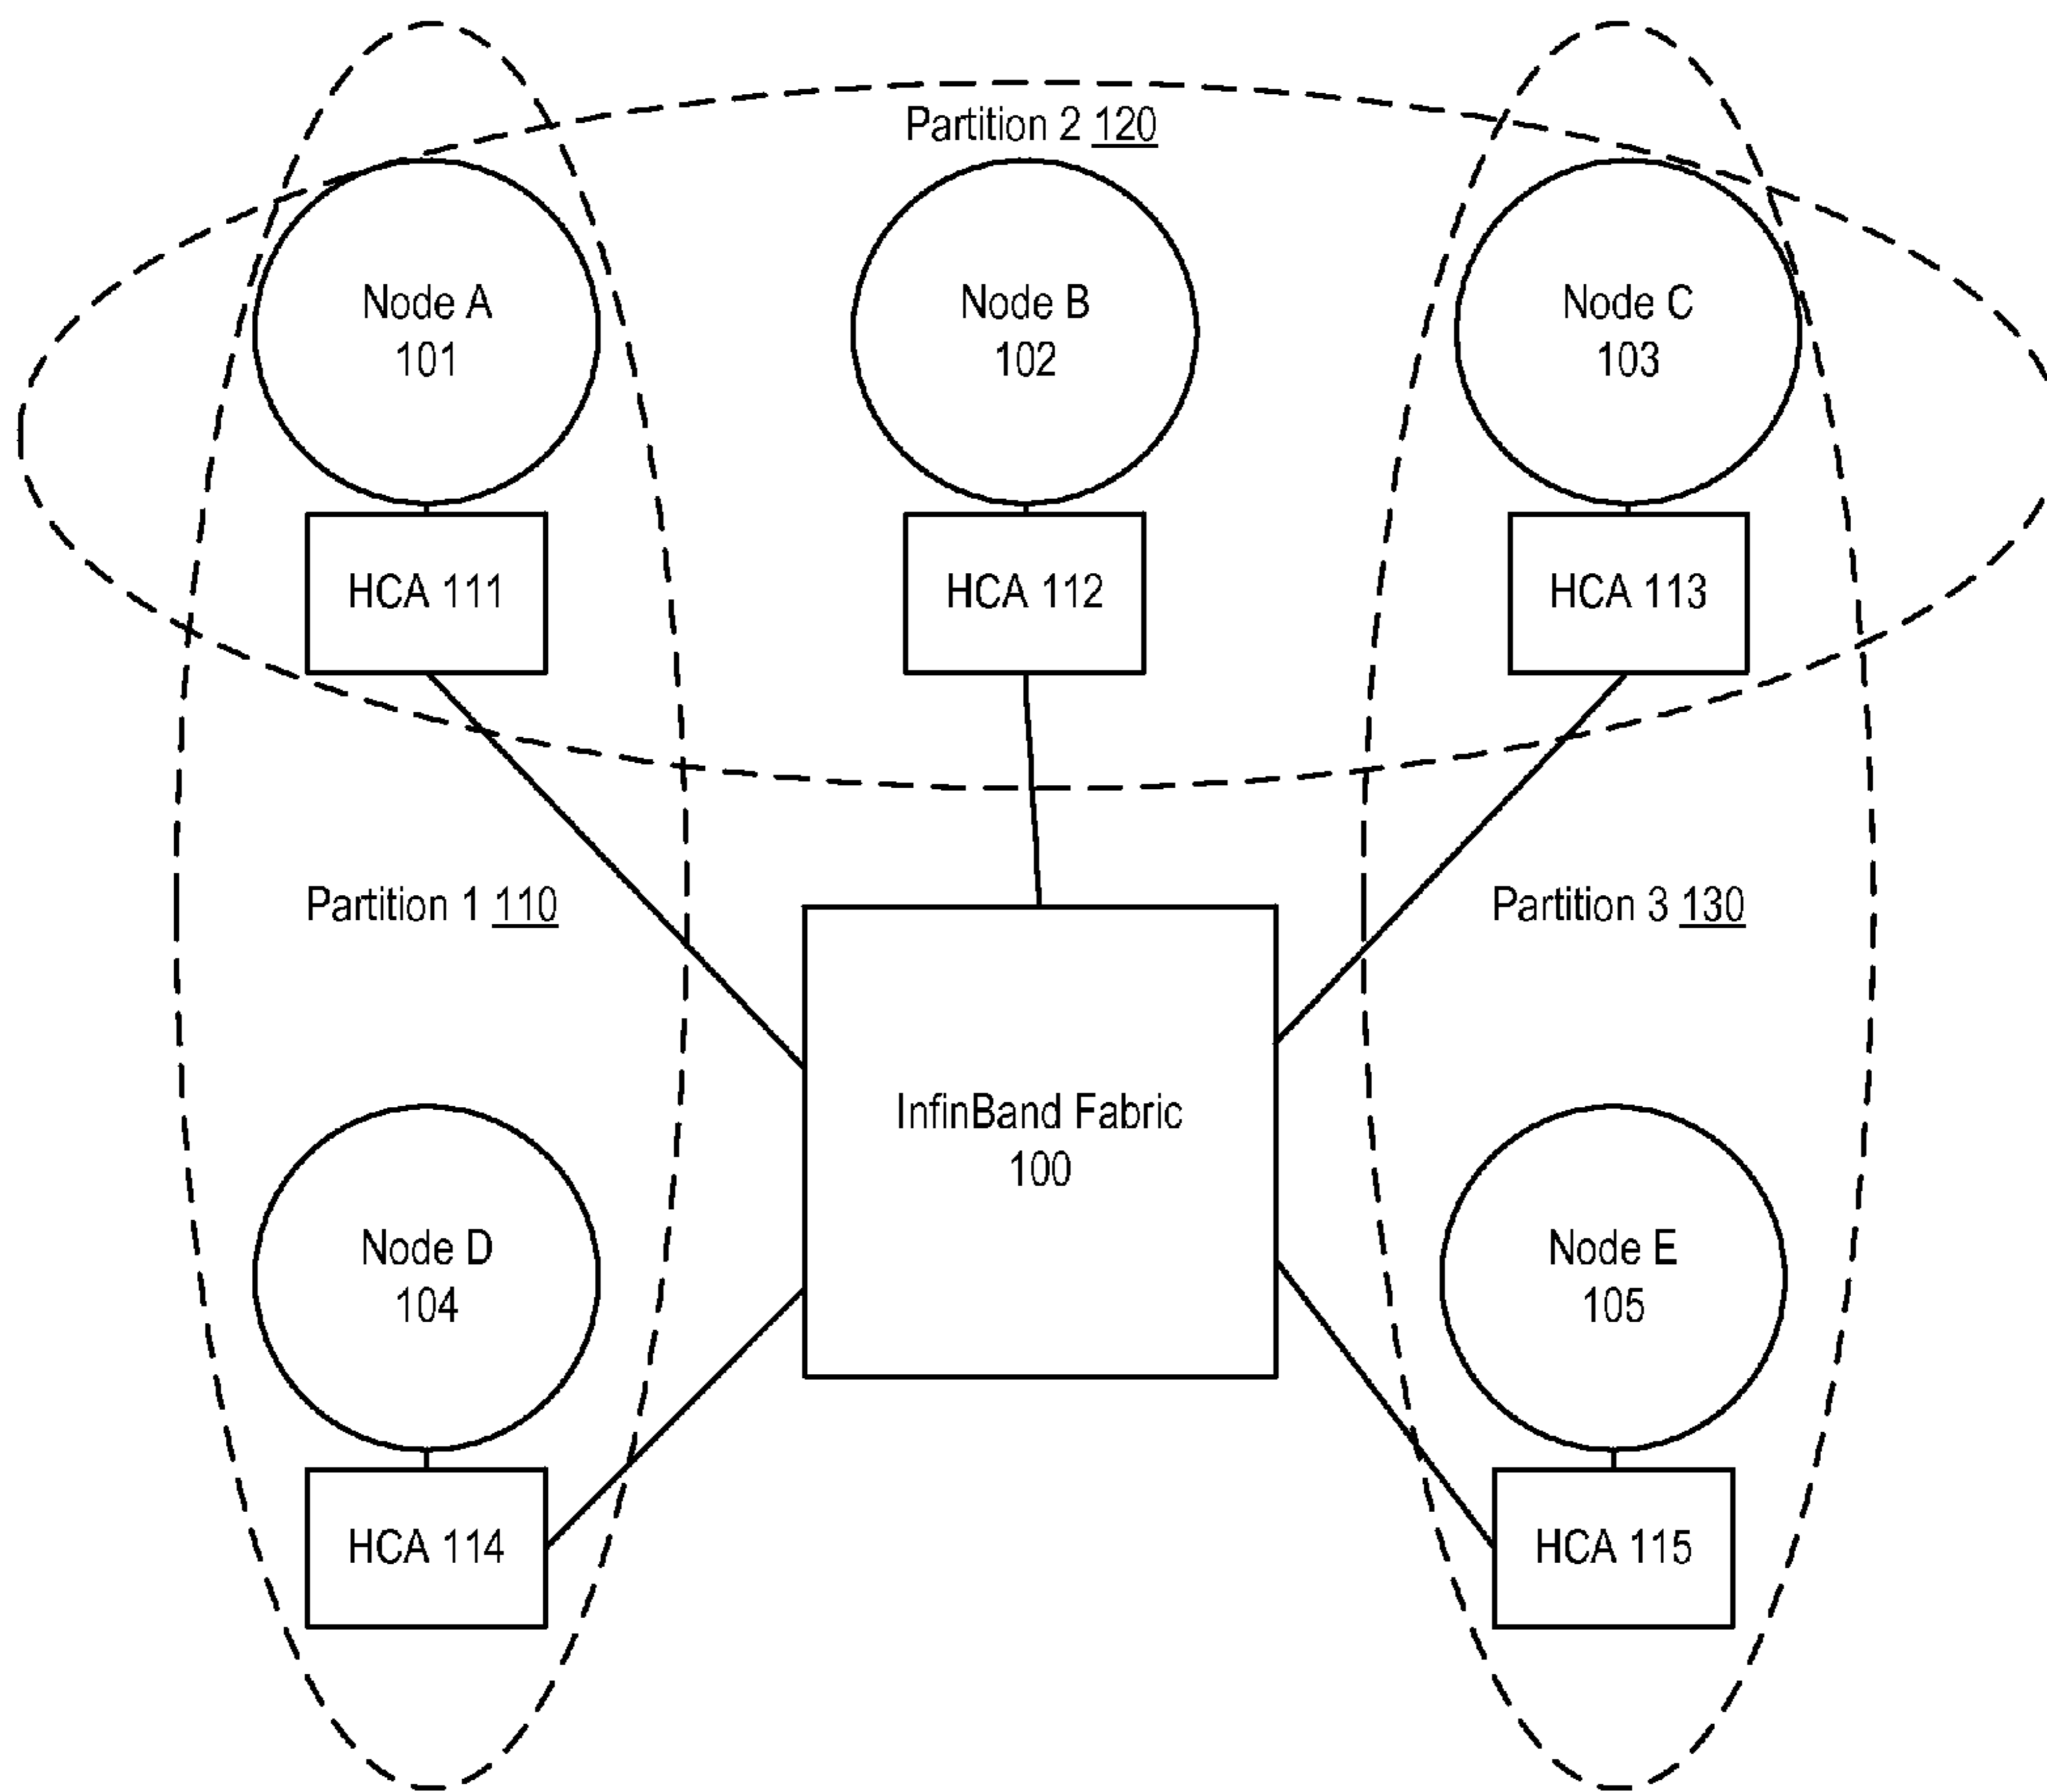 Partition 2 120
Node A
101
Node B
102
Node C
103
HCA 111
HCA 112
HCA 113
Partition 1 110
Partition 3 130
InfinBand Fabric
100
Node D
104
Node E
105
HCA 114
HCA 115